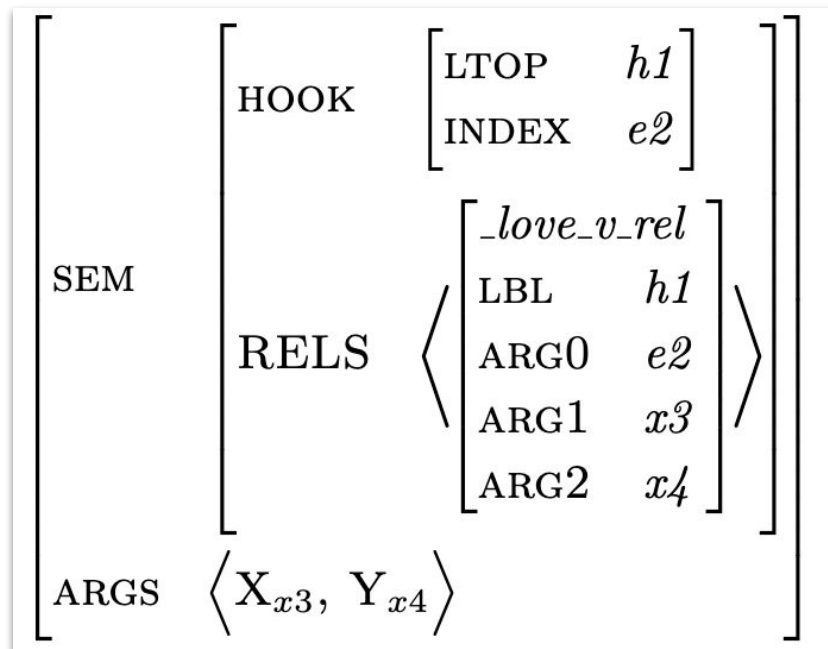 LTOP h1
HOOK
INDEX e2
_love_v_rel
SEM
LBL h1
RELS
ARG0 e2
ARG1 x3
ARG2 x4
ARGS ⟨X_x3, Y_x4⟩